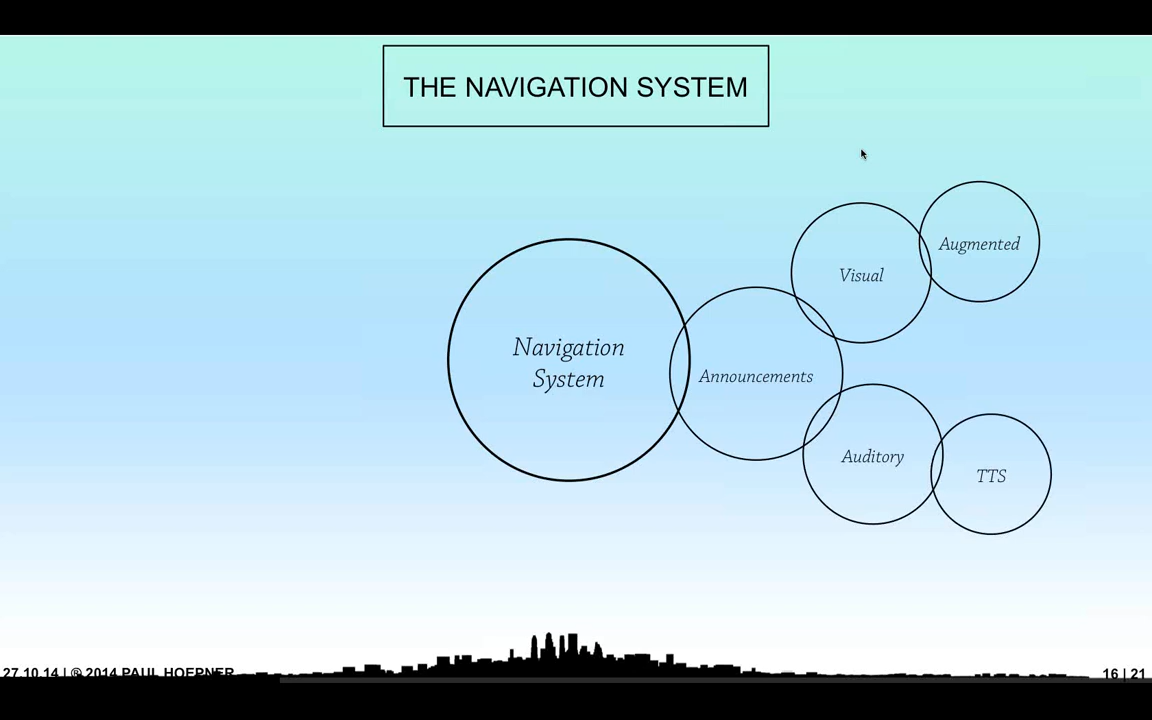 THE NAVIGATION SYSTEM
Augmented
Visual
Navigation
System
Announcements
Auditory
TTS
27.10.14 | ® 2014 PAUL HOEPNER
16 | 21